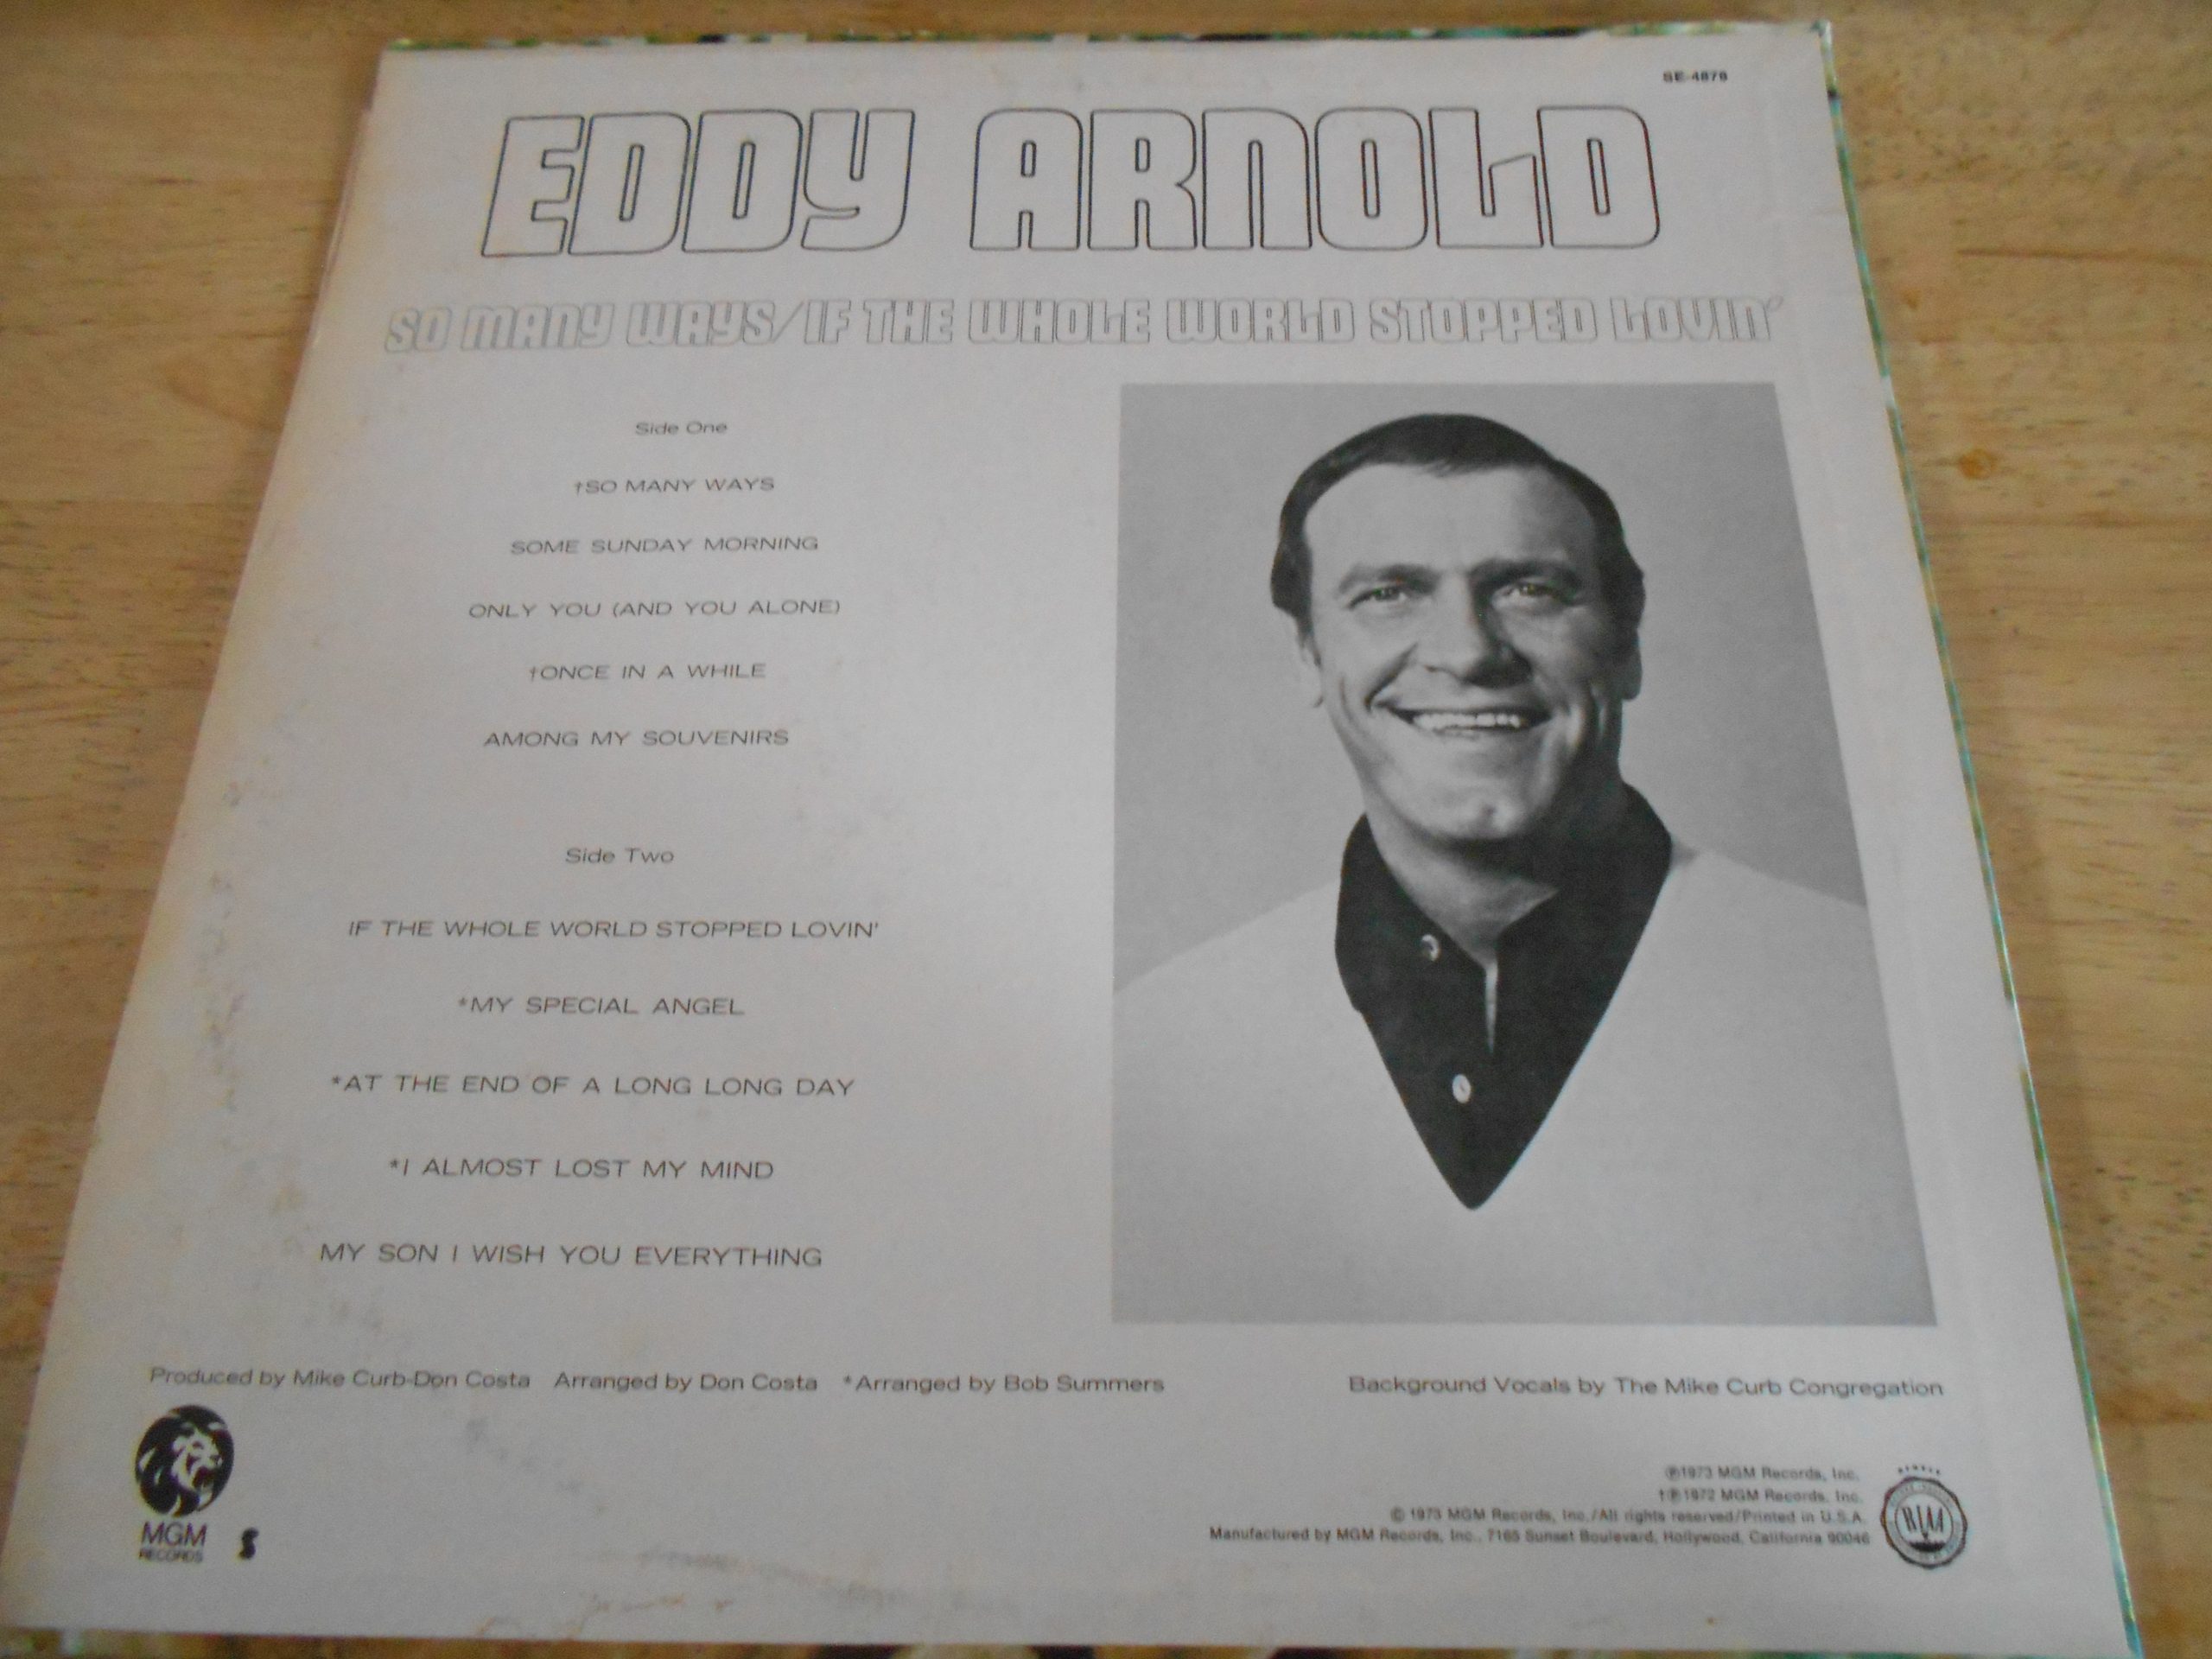 SE-4878
EDDY ARNOLD
SO MANY WAYS/IF THE WHOLE WORLD STOPPED LOVIN'
Side One
†SO MANY WAYS
SOME SUNDAY MORNING
ONLY YOU (AND YOU ALONE)
†ONCE IN A WHILE
AMONG MY SOUVENIRS
Side Two
IF THE WHOLE WORLD STOPPED LOVIN'
*MY SPECIAL ANGEL
*AT THE END OF A LONG LONG DAY
*I ALMOST LOST MY MIND
MY SON I WISH YOU EVERYTHING
Produced by Mike Curb-Don Costa Arranged by Don Costa *Arranged by Bob Summers
Background Vocals by The Mike Curb Congregation
MGM
RECORDS
S
℗1973 MGM Records, Inc.
†℗1972 MGM Records, Inc.
© 1973 MGM Records, Inc./All rights reserved/Printed in U.S.A.
Manufactured by MGM Records, Inc., 7165 Sunset Boulevard, Hollywood, California 90046
RIAA